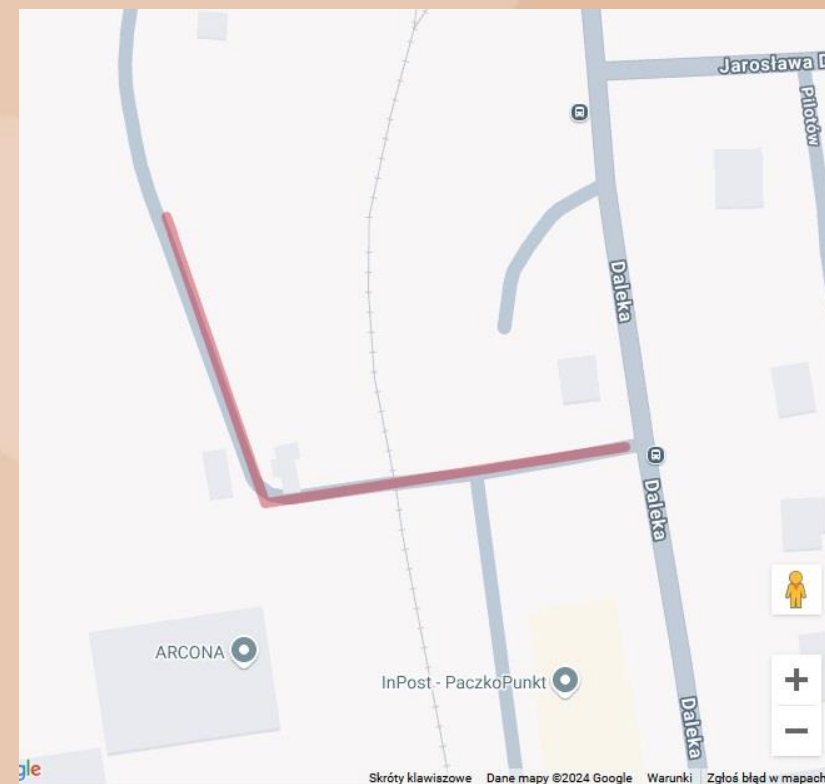 Jarosława D
Pilotów
Daleka
Daleka
ARCONA
InPost - PaczkoPunkt
Daleka
gle
Skróty klawiszowe Dane mapy ©2024 Google Warunki Zgłoś błąd w mapach